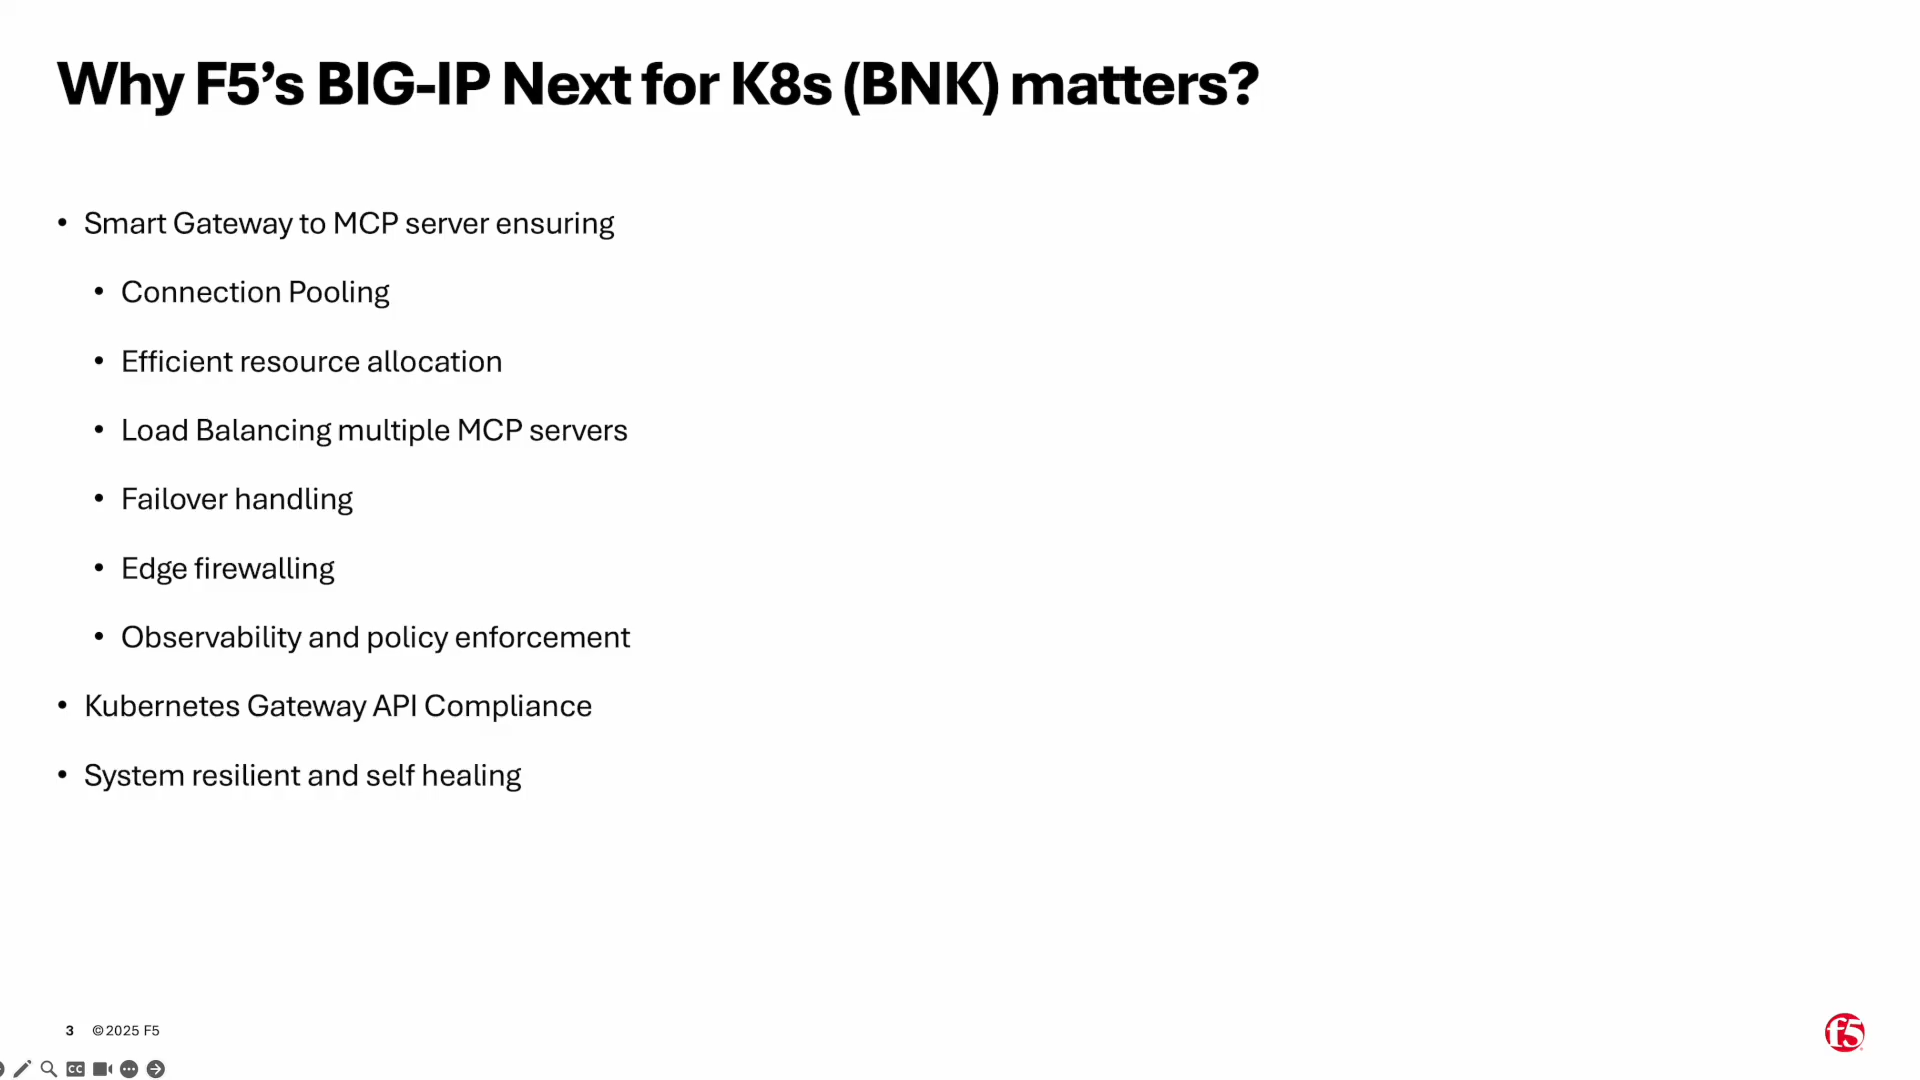 Why F5’s BIG-IP Next for K8s (BNK) matters?
• Smart Gateway to MCP server ensuring
• Connection Pooling
• Efficient resource allocation
• Load Balancing multiple MCP servers
• Failover handling
• Edge firewalling
• Observability and policy enforcement
• Kubernetes Gateway API Compliance
• System resilient and self healing
3 ©2025 F5
f5
CC